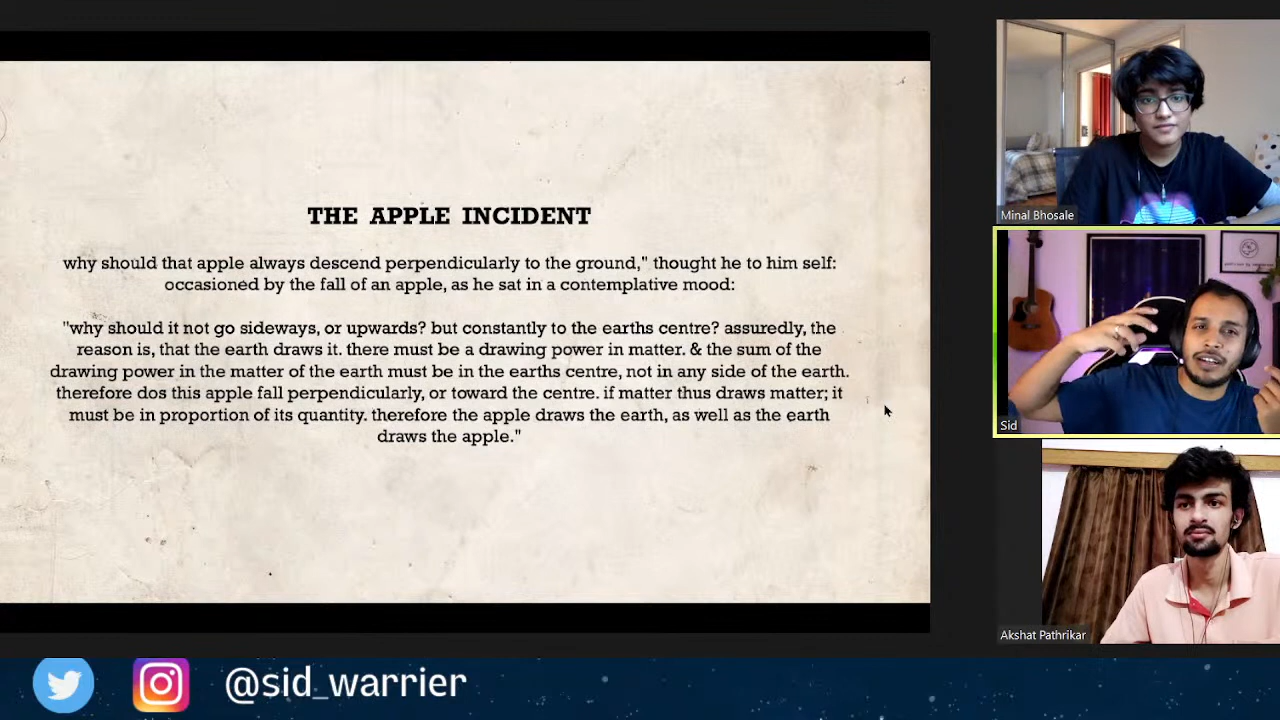 THE APPLE INCIDENT
why should that apple always descend perpendicularly to the ground," thought he to him self:
occasioned by the fall of an apple, as he sat in a contemplative mood:
"why should it not go sideways, or upwards? but constantly to the earths centre? assuredly, the
reason is, that the earth draws it. there must be a drawing power in matter. & the sum of the
drawing power in the matter of the earth must be in the earths centre, not in any side of the earth.
therefore dos this apple fall perpendicularly, or toward the centre. if matter thus draws matter; it
must be in proportion of its quantity. therefore the apple draws the earth, as well as the earth
draws the apple."
Minal Bhosale
Sid
Akshat Pathrikar
@sid_warrier